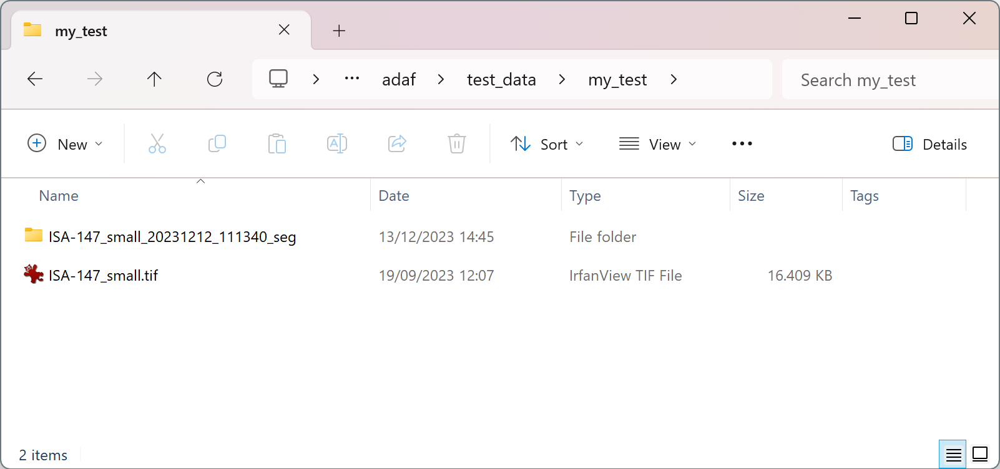 my_test
... adaf test_data my_test
Search my_test
New
Sort
View
Details
Name Date Type Size Tags
ISA-147_small_20231212_111340_seg 13/12/2023 14:45 File folder
ISA-147_small.tif 19/09/2023 12:07 IrfanView TIF File 16.409 KB
2 items